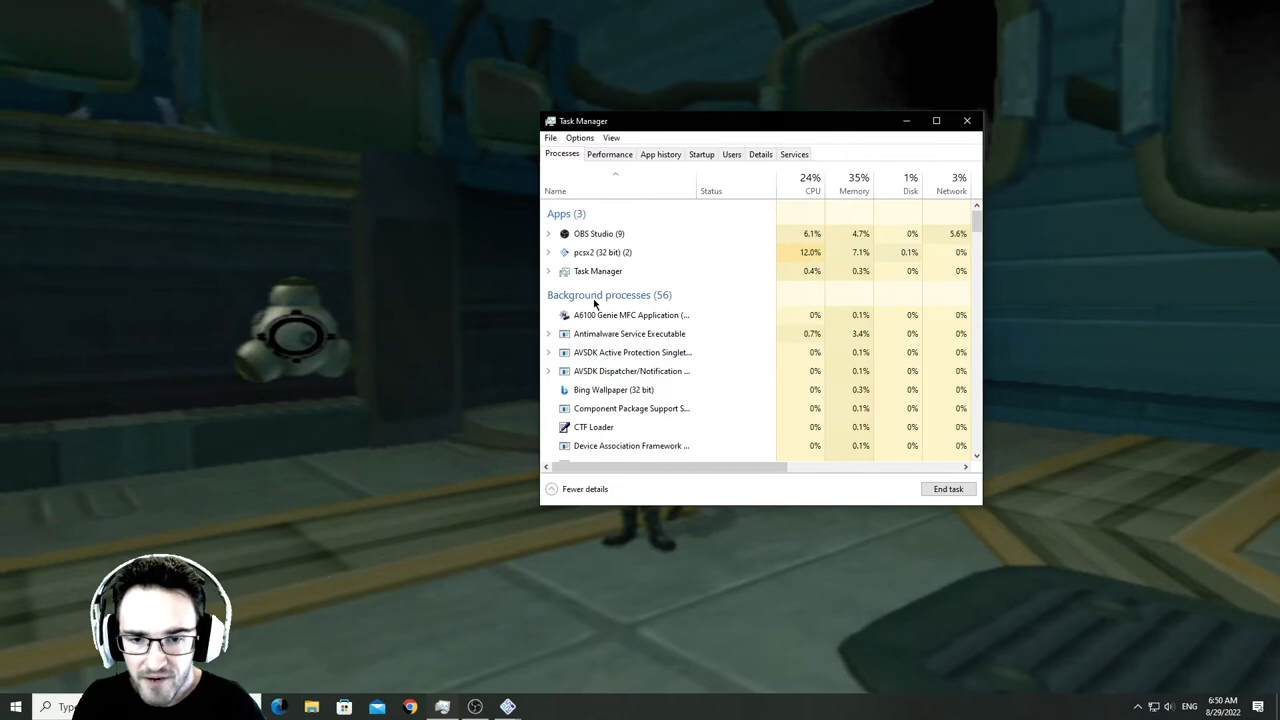 Task Manager
File Options View
Processes Performance App history Startup Users Details Services
24% 35% 1% 3%
Name Status CPU Memory Disk Network
Apps (3)
OBS Studio (9) 6.1% 4.7% 0% 5.6%
pcsx2 (32 bit) (2) 12.0% 7.1% 0.1% 0%
Task Manager 0.4% 0.3% 0% 0%
Background processes (56)
A6100 Genie MFC Application (... 0% 0.1% 0% 0%
Antimalware Service Executable 0.7% 3.4% 0% 0%
AVSDK Active Protection Singlet... 0% 0.1% 0% 0%
AVSDK Dispatcher/Notification ... 0% 0.1% 0% 0%
Bing Wallpaper (32 bit) 0% 0.3% 0% 0%
Component Package Support S... 0% 0.1% 0% 0%
CTF Loader 0% 0.1% 0% 0%
Device Association Framework ... 0% 0.1% 0% 0%
Fewer details End task
Typ
ENG
6:50 AM
8/29/2022